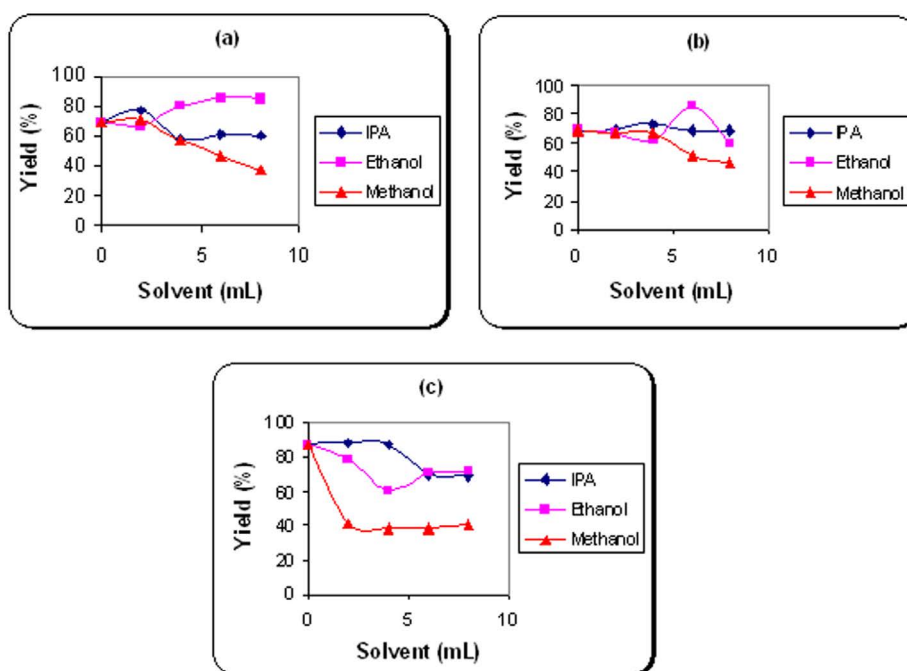 (a)
100
80
60
40
20
0
0 5 10
Yield (%)
Solvent (mL)
IPA
Ethanol
Methanol
(b)
100
80
60
40
20
0
0 5 10
Yield (%)
Solvent (mL)
IPA
Ethanol
Methanol
(c)
100
80
60
40
20
0
0 5 10
Yield (%)
Solvent (mL)
IPA
Ethanol
Methanol